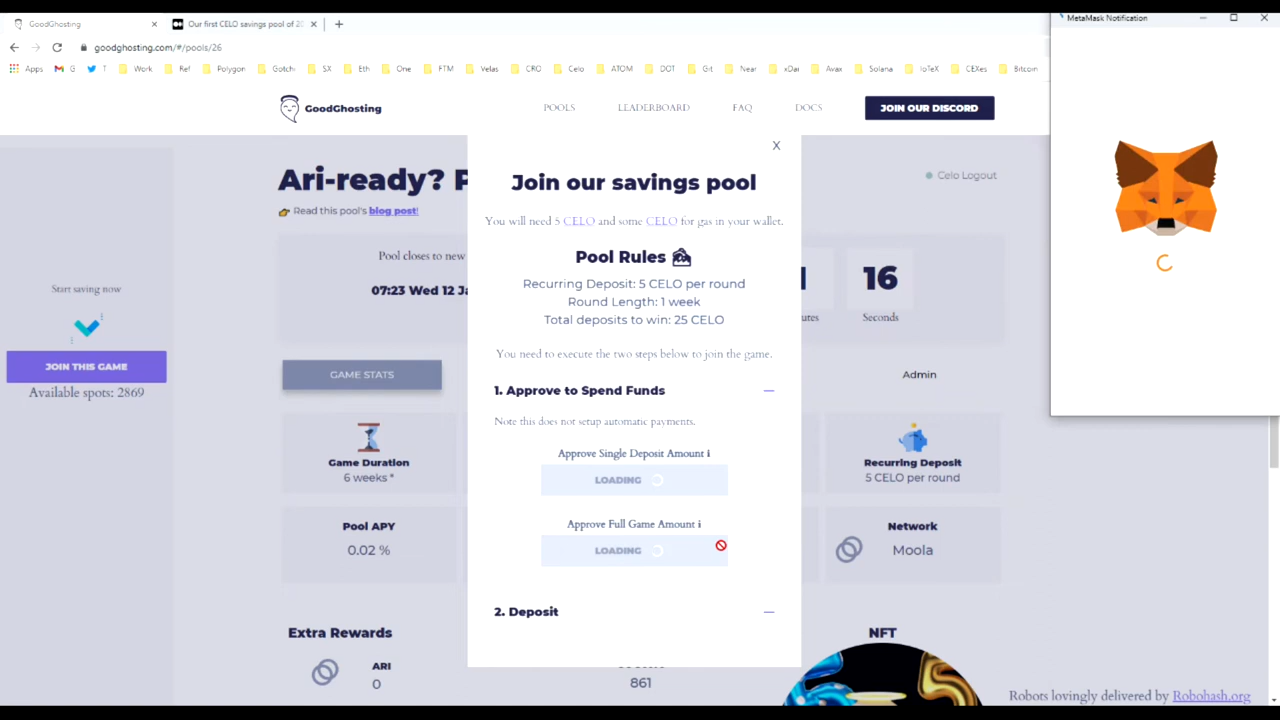 GoodGhosting
Our first CELO savings pool of 20
MetaMask Notification
goodghosting.com/#/pools/26
Apps
G
T
Work
Ref
Polygon
Gotch
SX
Eth
One
FTM
Velas
CRO
Celo
ATOM
DOT
Git
Near
xDai
Avax
Solana
IoTeX
CEXes
Bitcoin
GoodGhosting
POOLS
LEADERBOARD
FAQ
DOCS
JOIN OUR DISCORD
X
Ari-ready? P
Celo Logout
Read this pool's blog post!
Join our savings pool
You will need 5 CELO and some CELO for gas in your wallet.
Pool closes to new
07:23 Wed 12 Ja
16
Seconds
Pool Rules
Recurring Deposit: 5 CELO per round
Round Length: 1 week
Total deposits to win: 25 CELO
You need to execute the two steps below to join the game.
Start saving now
JOIN THIS GAME
Available spots: 2869
GAME STATS
Admin
1. Approve to Spend Funds
Note this does not setup automatic payments.
Approve Single Deposit Amount i
LOADING
Approve Full Game Amount i
LOADING
2. Deposit
Game Duration
6 weeks *
Recurring Deposit
5 CELO per round
Pool APY
0.02 %
Network
Moola
Extra Rewards
NFT
ARI
0
861
Robots lovingly delivered by Robohash.org